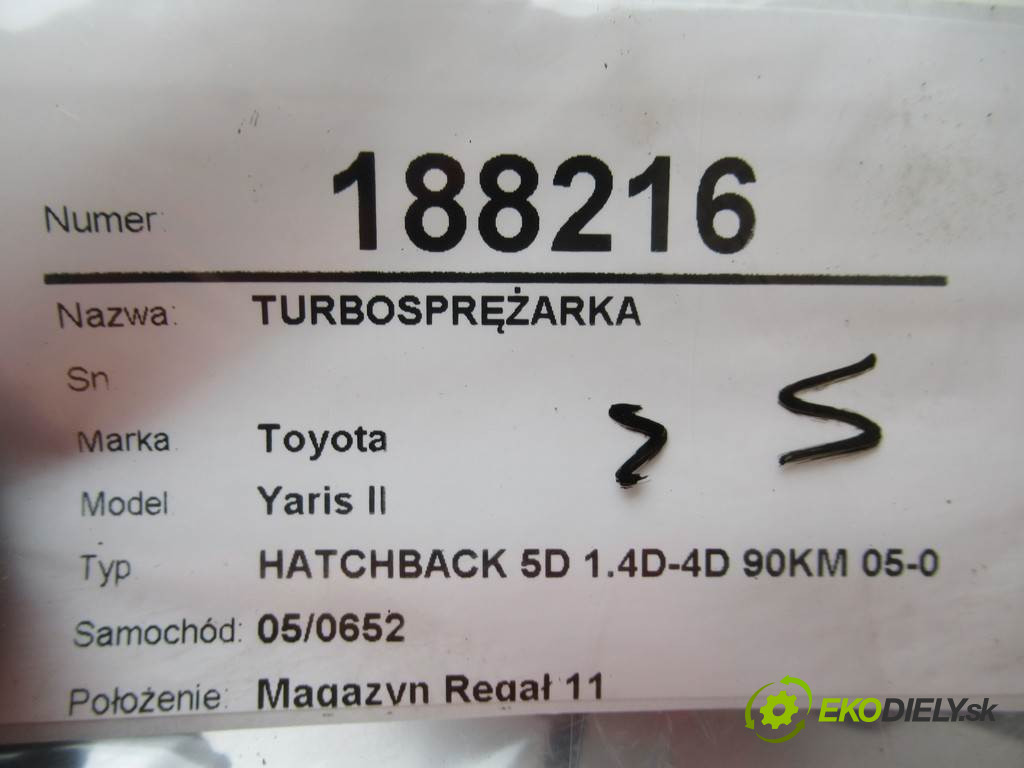 Numer: 188216
Nazwa: TURBOSPRĘŻARKA
Sn
Marka Toyota
Model Yaris II
Typ HATCHBACK 5D 1.4D-4D 90KM 05-0
Samochód: 05/0652
Położenie: Magazyn Regał 11
EKODIELY.sk